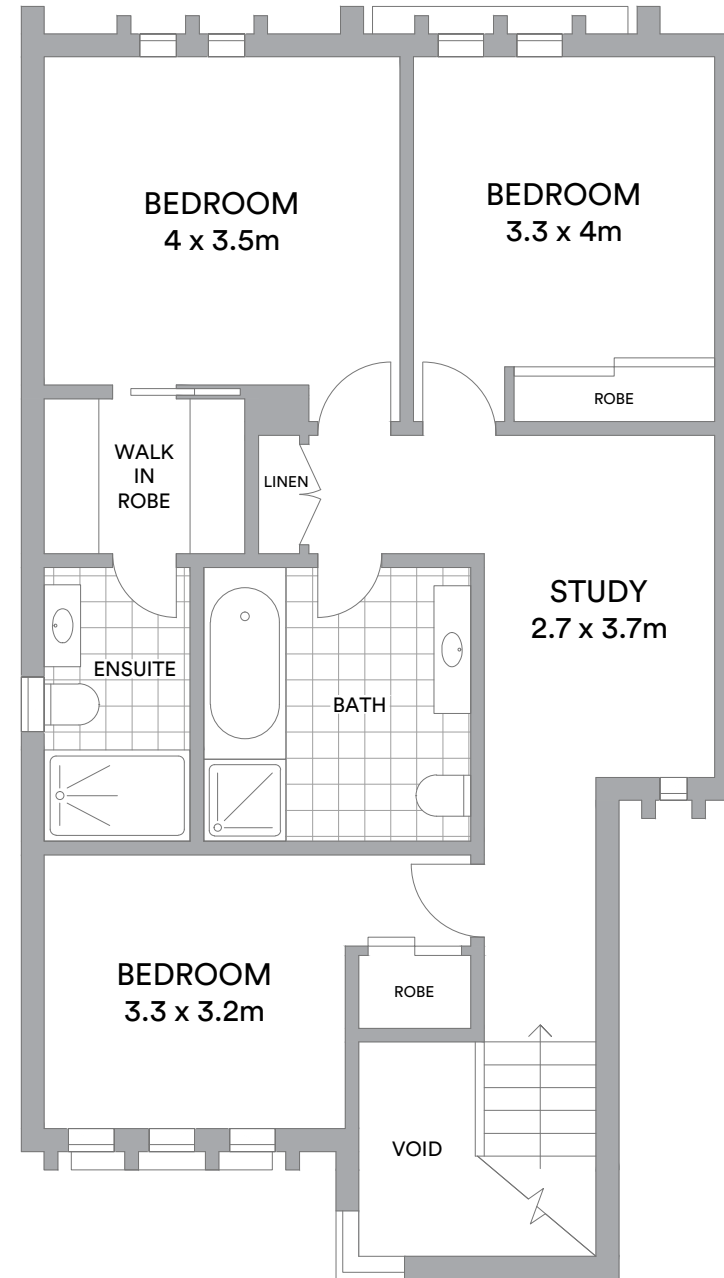 BEDROOM
4 x 3.5m
BEDROOM
3.3 x 4m
ROBE
WALK
IN
ROBE
LINEN
STUDY
2.7 x 3.7m
ENSUITE
BATH
BEDROOM
3.3 x 3.2m
ROBE
VOID